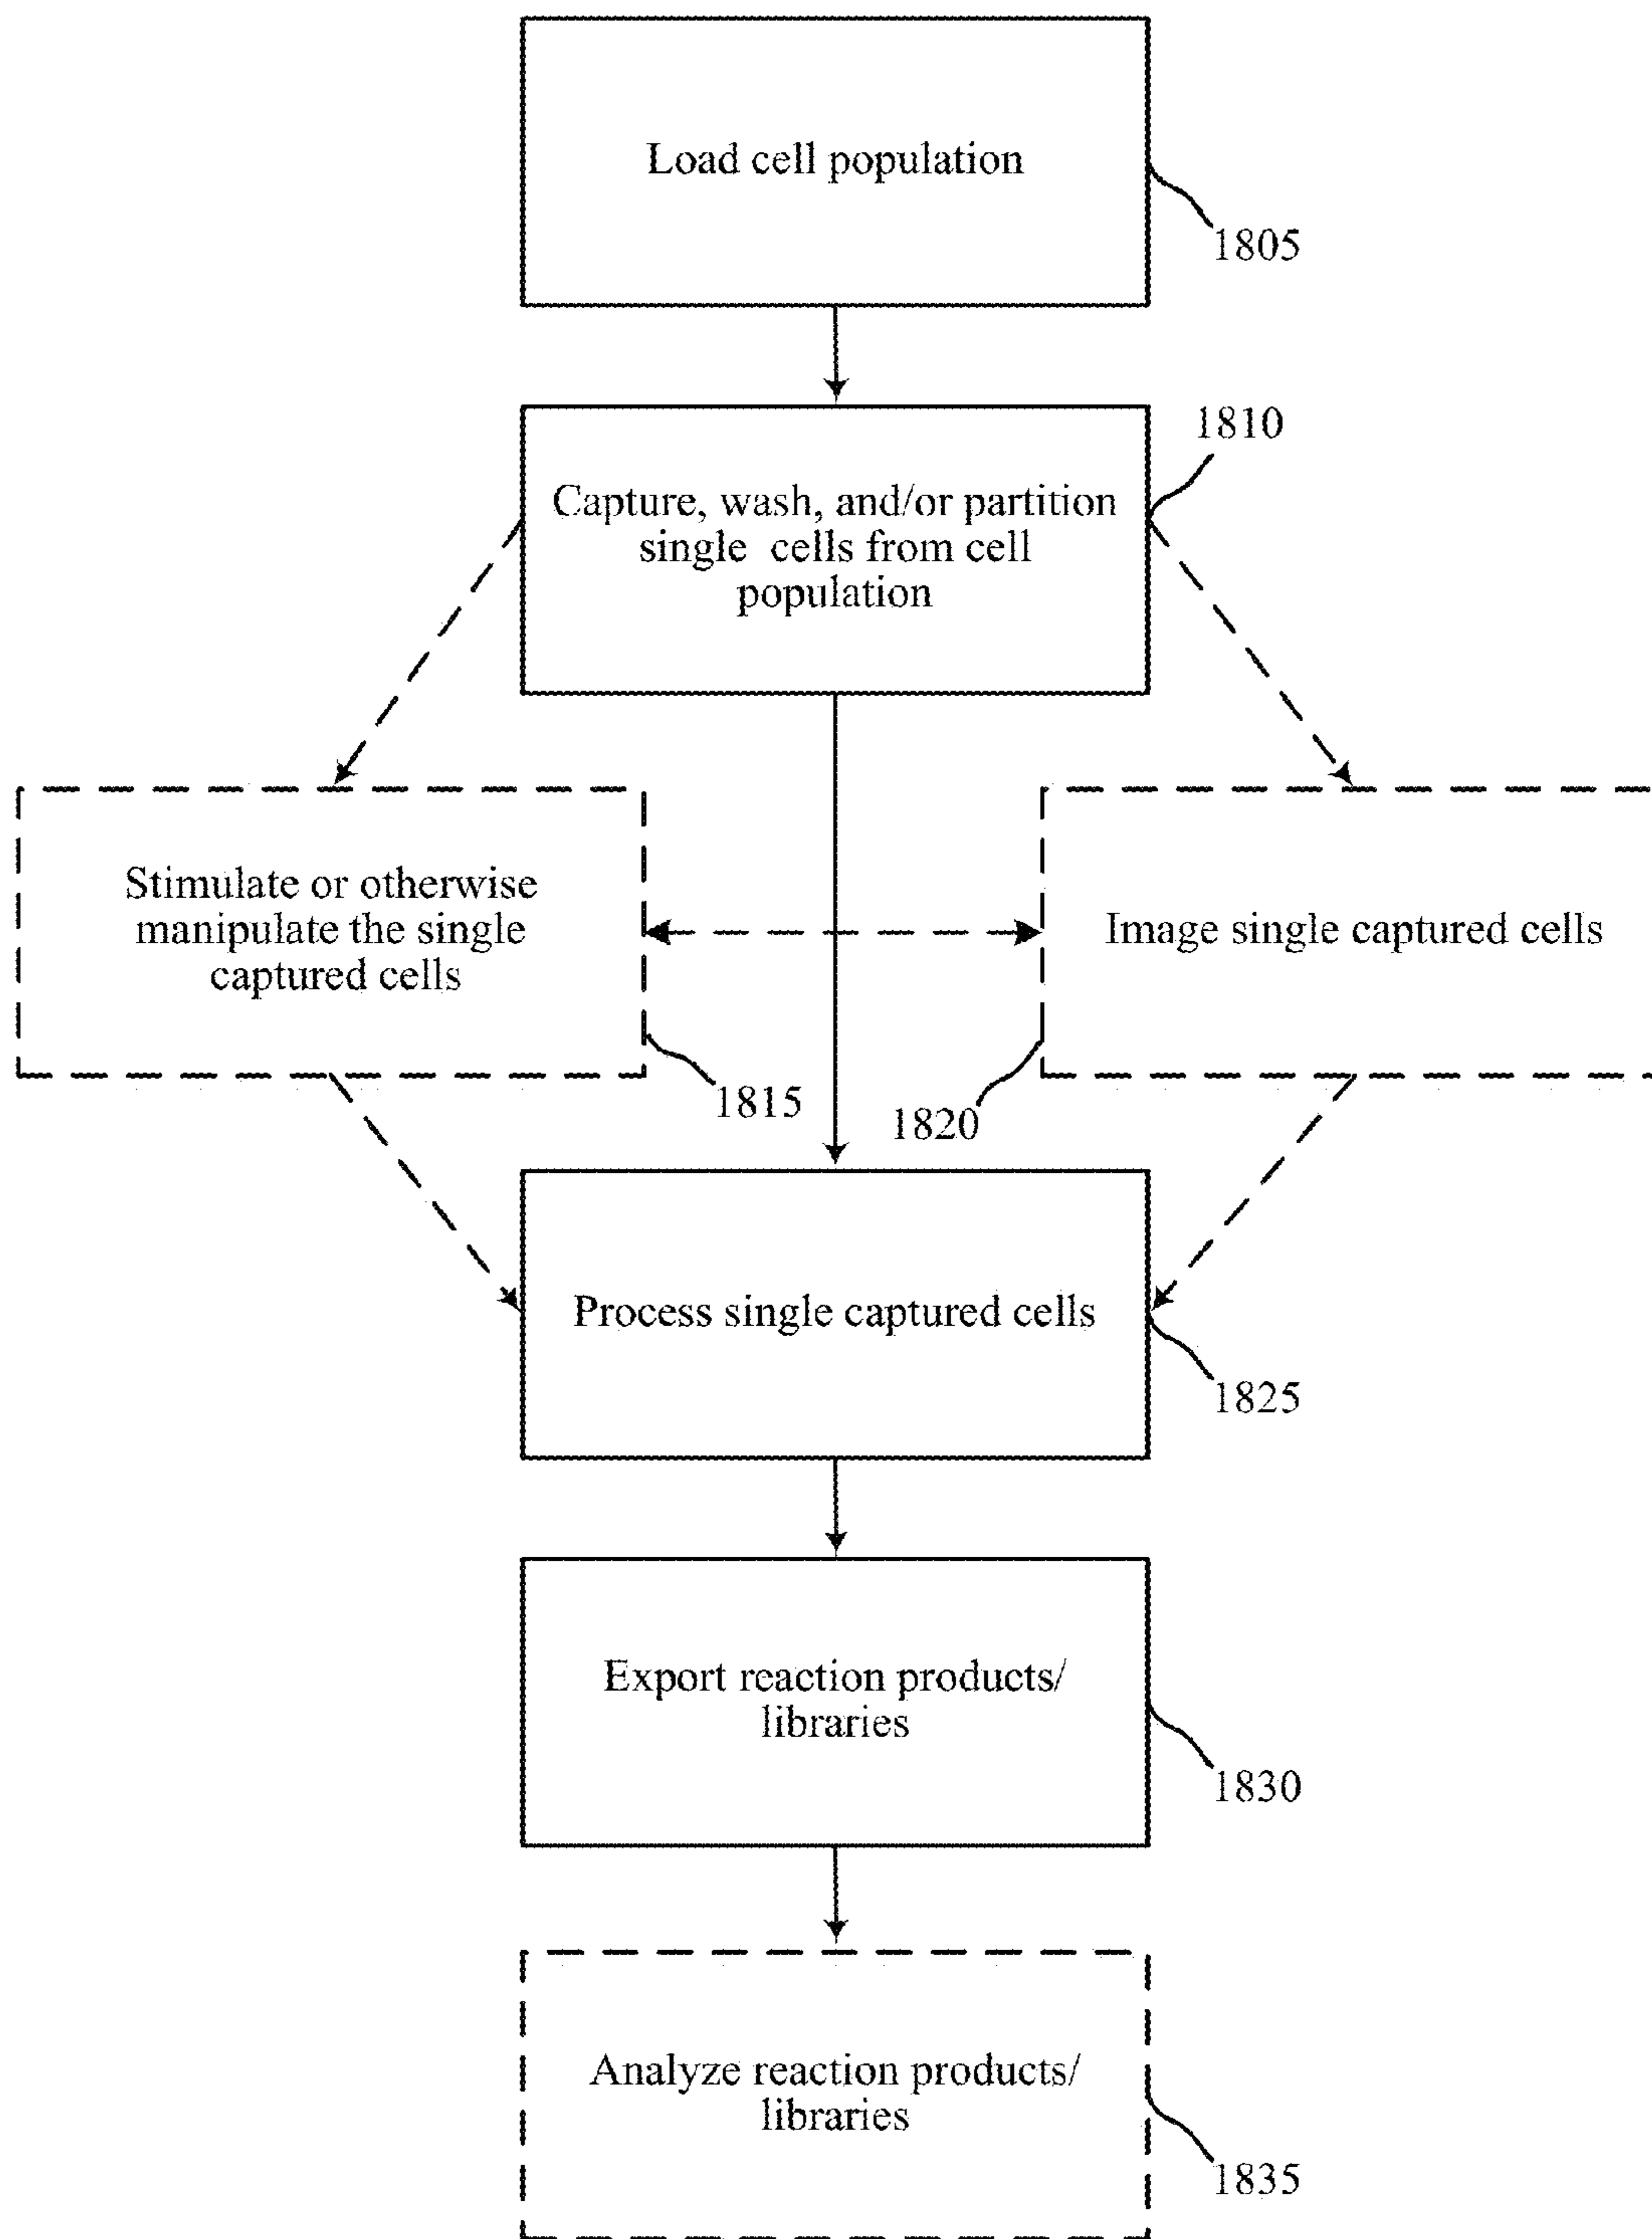 Load cell population
1805
1810
Capture, wash, and/or partition
single cells from cell
population
Stimulate or otherwise
manipulate the single
captured cells
Image single captured cells
1815
1820
Process single captured cells
1825
Export reaction products/
libraries
1830
Analyze reaction products/
libraries
1835